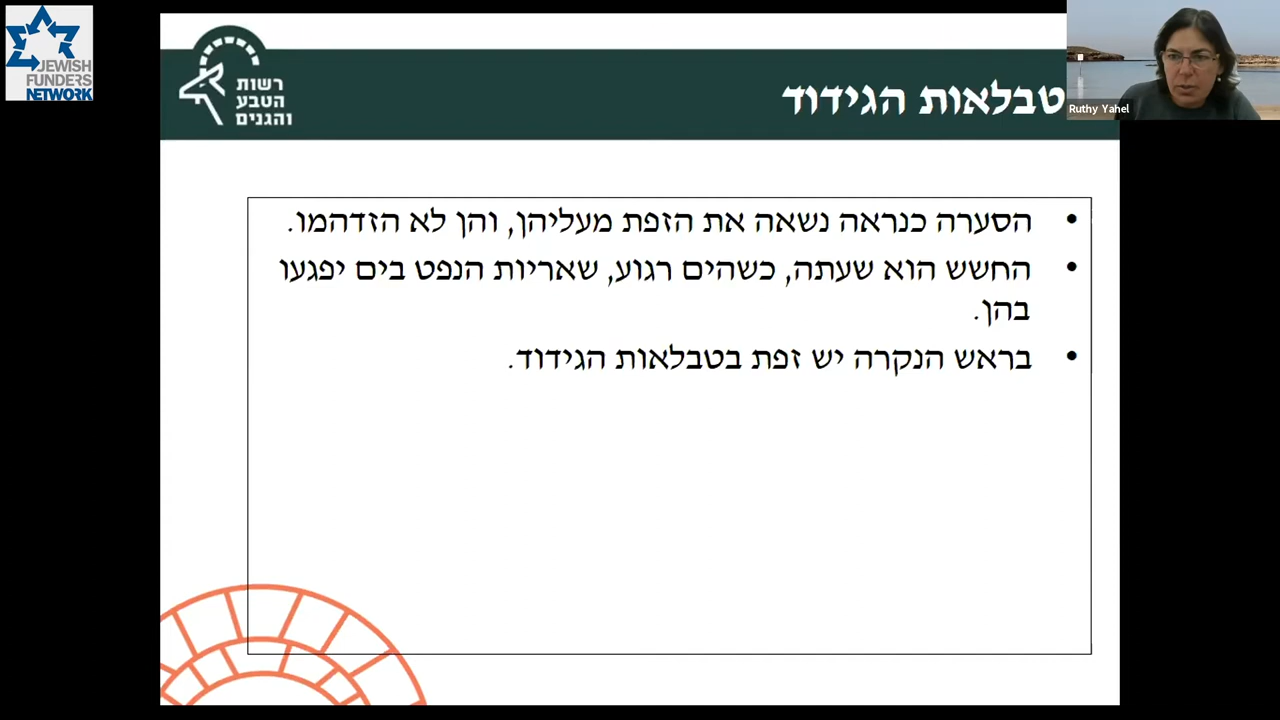 JEWISH
FUNDERS
NETWORK
רשות
הטבע
והגנים
טבלאות הגידוד
Ruthy Yahel
הסערה כנראה נשאה את הזפת מעליהן, והן לא הזדהמו.
החשש הוא שעתה, כשהים רגוע, שאריות הנפט בים יפגעו
בהן.
בראש הנקרה יש זפת בטבלאות הגידוד.